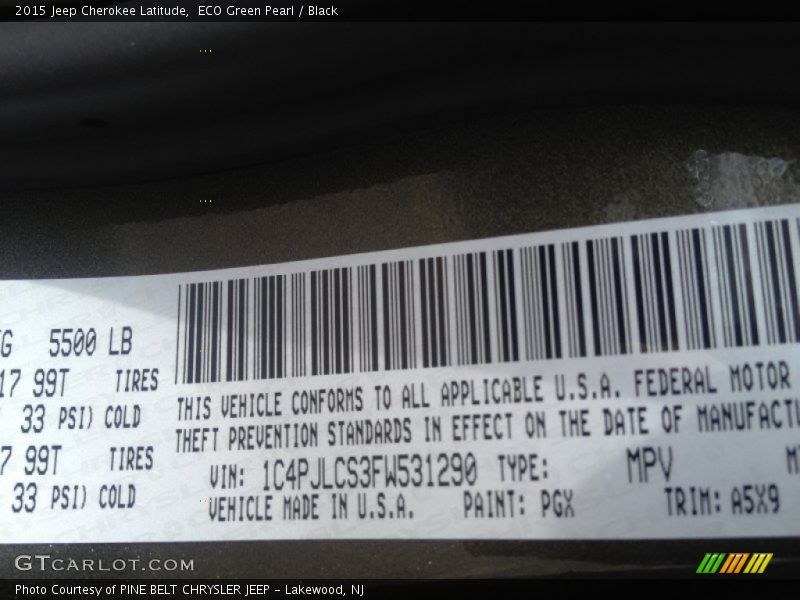 2015 Jeep Cherokee Latitude,  ECO Green Pearl / Black
5500 LB
17 99T TIRES
33 PSI) COLD
7 99T TIRES
33 PSI) COLD
THIS VEHICLE CONFORMS TO ALL APPLICABLE U.S.A. FEDERAL MOTOR
THEFT PREVENTION STANDARDS IN EFFECT ON THE DATE OF MANUFACTU
VIN: 1C4PJLCS3FW531290 TYPE: MPV
VEHICLE MADE IN U.S.A. PAINT: PGX TRIM: A5X9
GTCARLOT.COM
Photo Courtesy of PINE BELT CHRYSLER JEEP - Lakewood, NJ